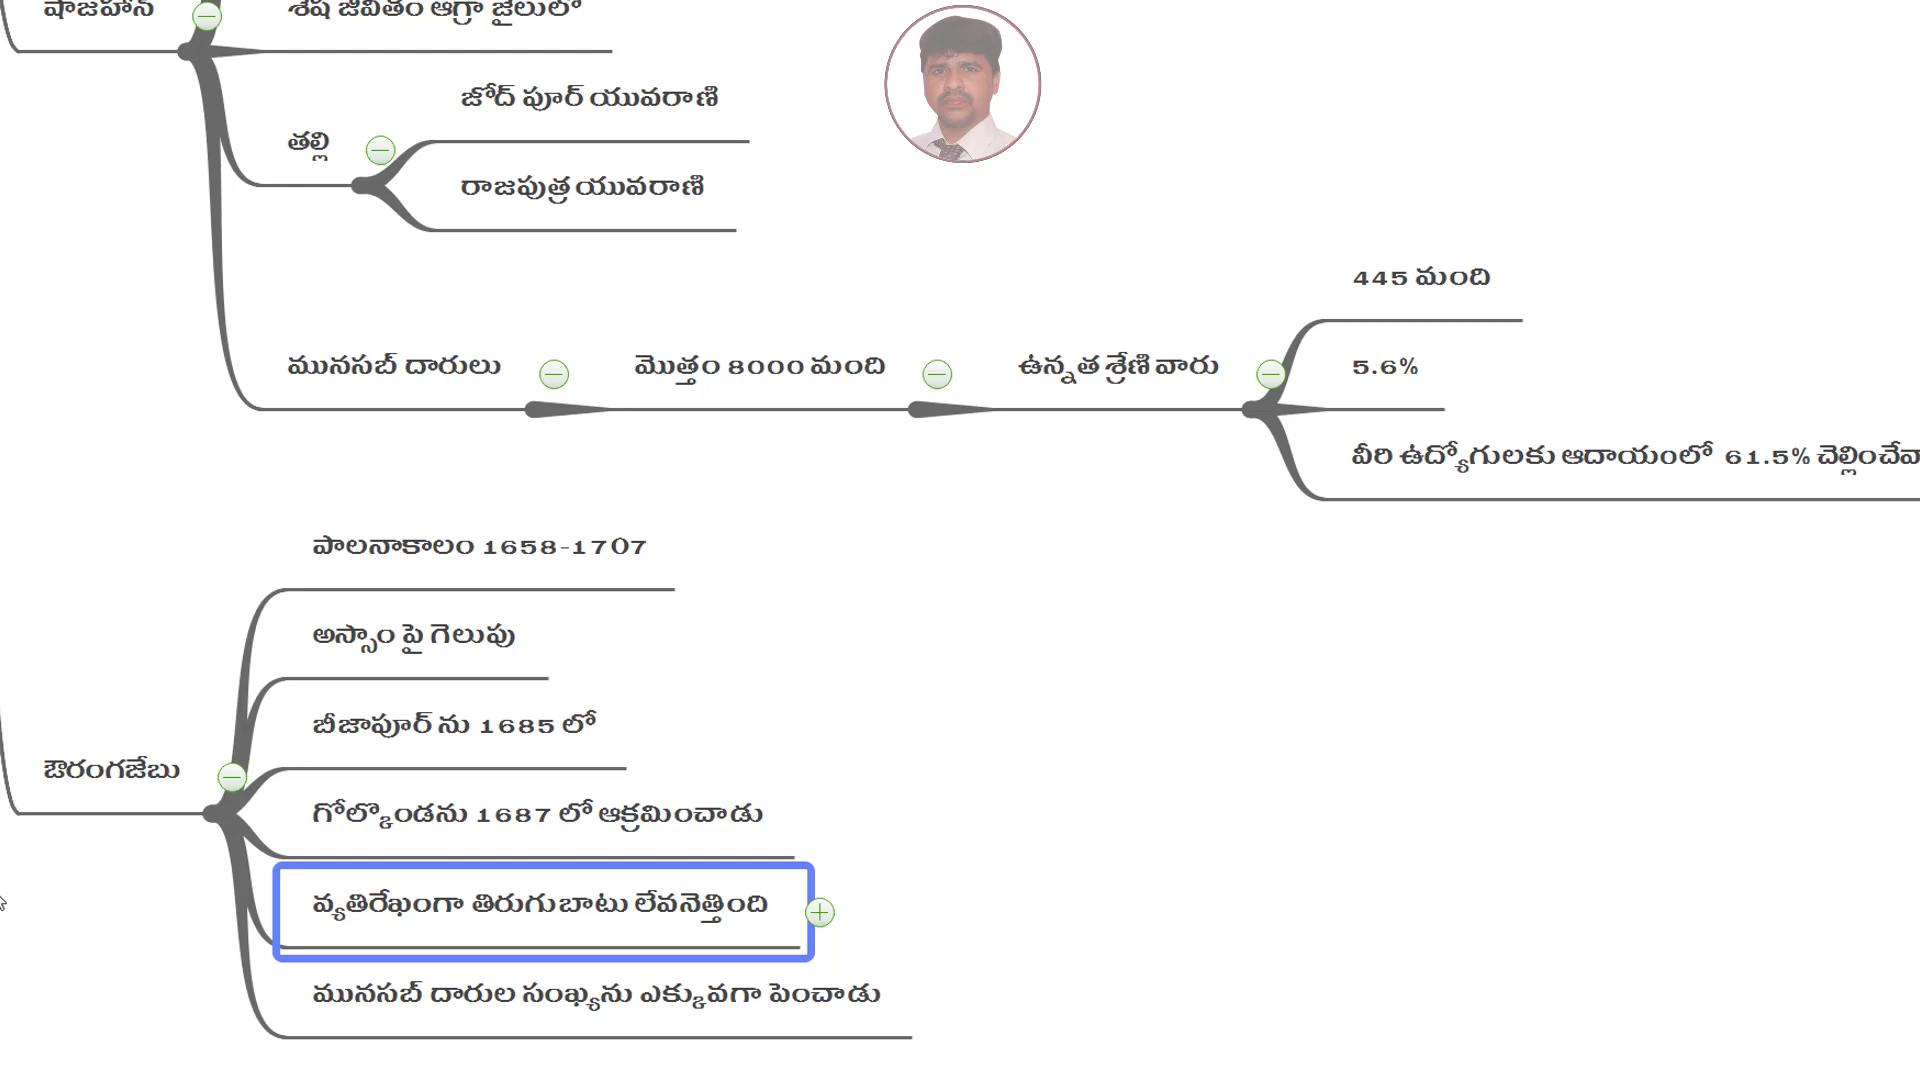 షాజహాన్
శేష జీవితం ఆగ్రా జైలులో
జోద్ పూర్ యువరాణి
తల్లి
రాజపుత్ర యువరాణి
445 మంది
మునసబ్ దారులు
మొత్తం 8000 మంది
ఉన్నత శ్రేణి వారు
5.6%
వీరి ఉద్యోగులకు ఆదాయంలో 61.5%
పాలనాకాలం 1658-1707
అస్సాం పై గెలుపు
బీజాపూర్ ను 1685 లో
ఔరంగజేబు
గోల్కొండను 1687 లో ఆక్రమించాడు
వ్యతిరేఖంగా తిరుగుబాటు లేవనెత్తింది
మునసబ్ దారుల సంఖ్యను ఎక్కువగా పెంచాడు